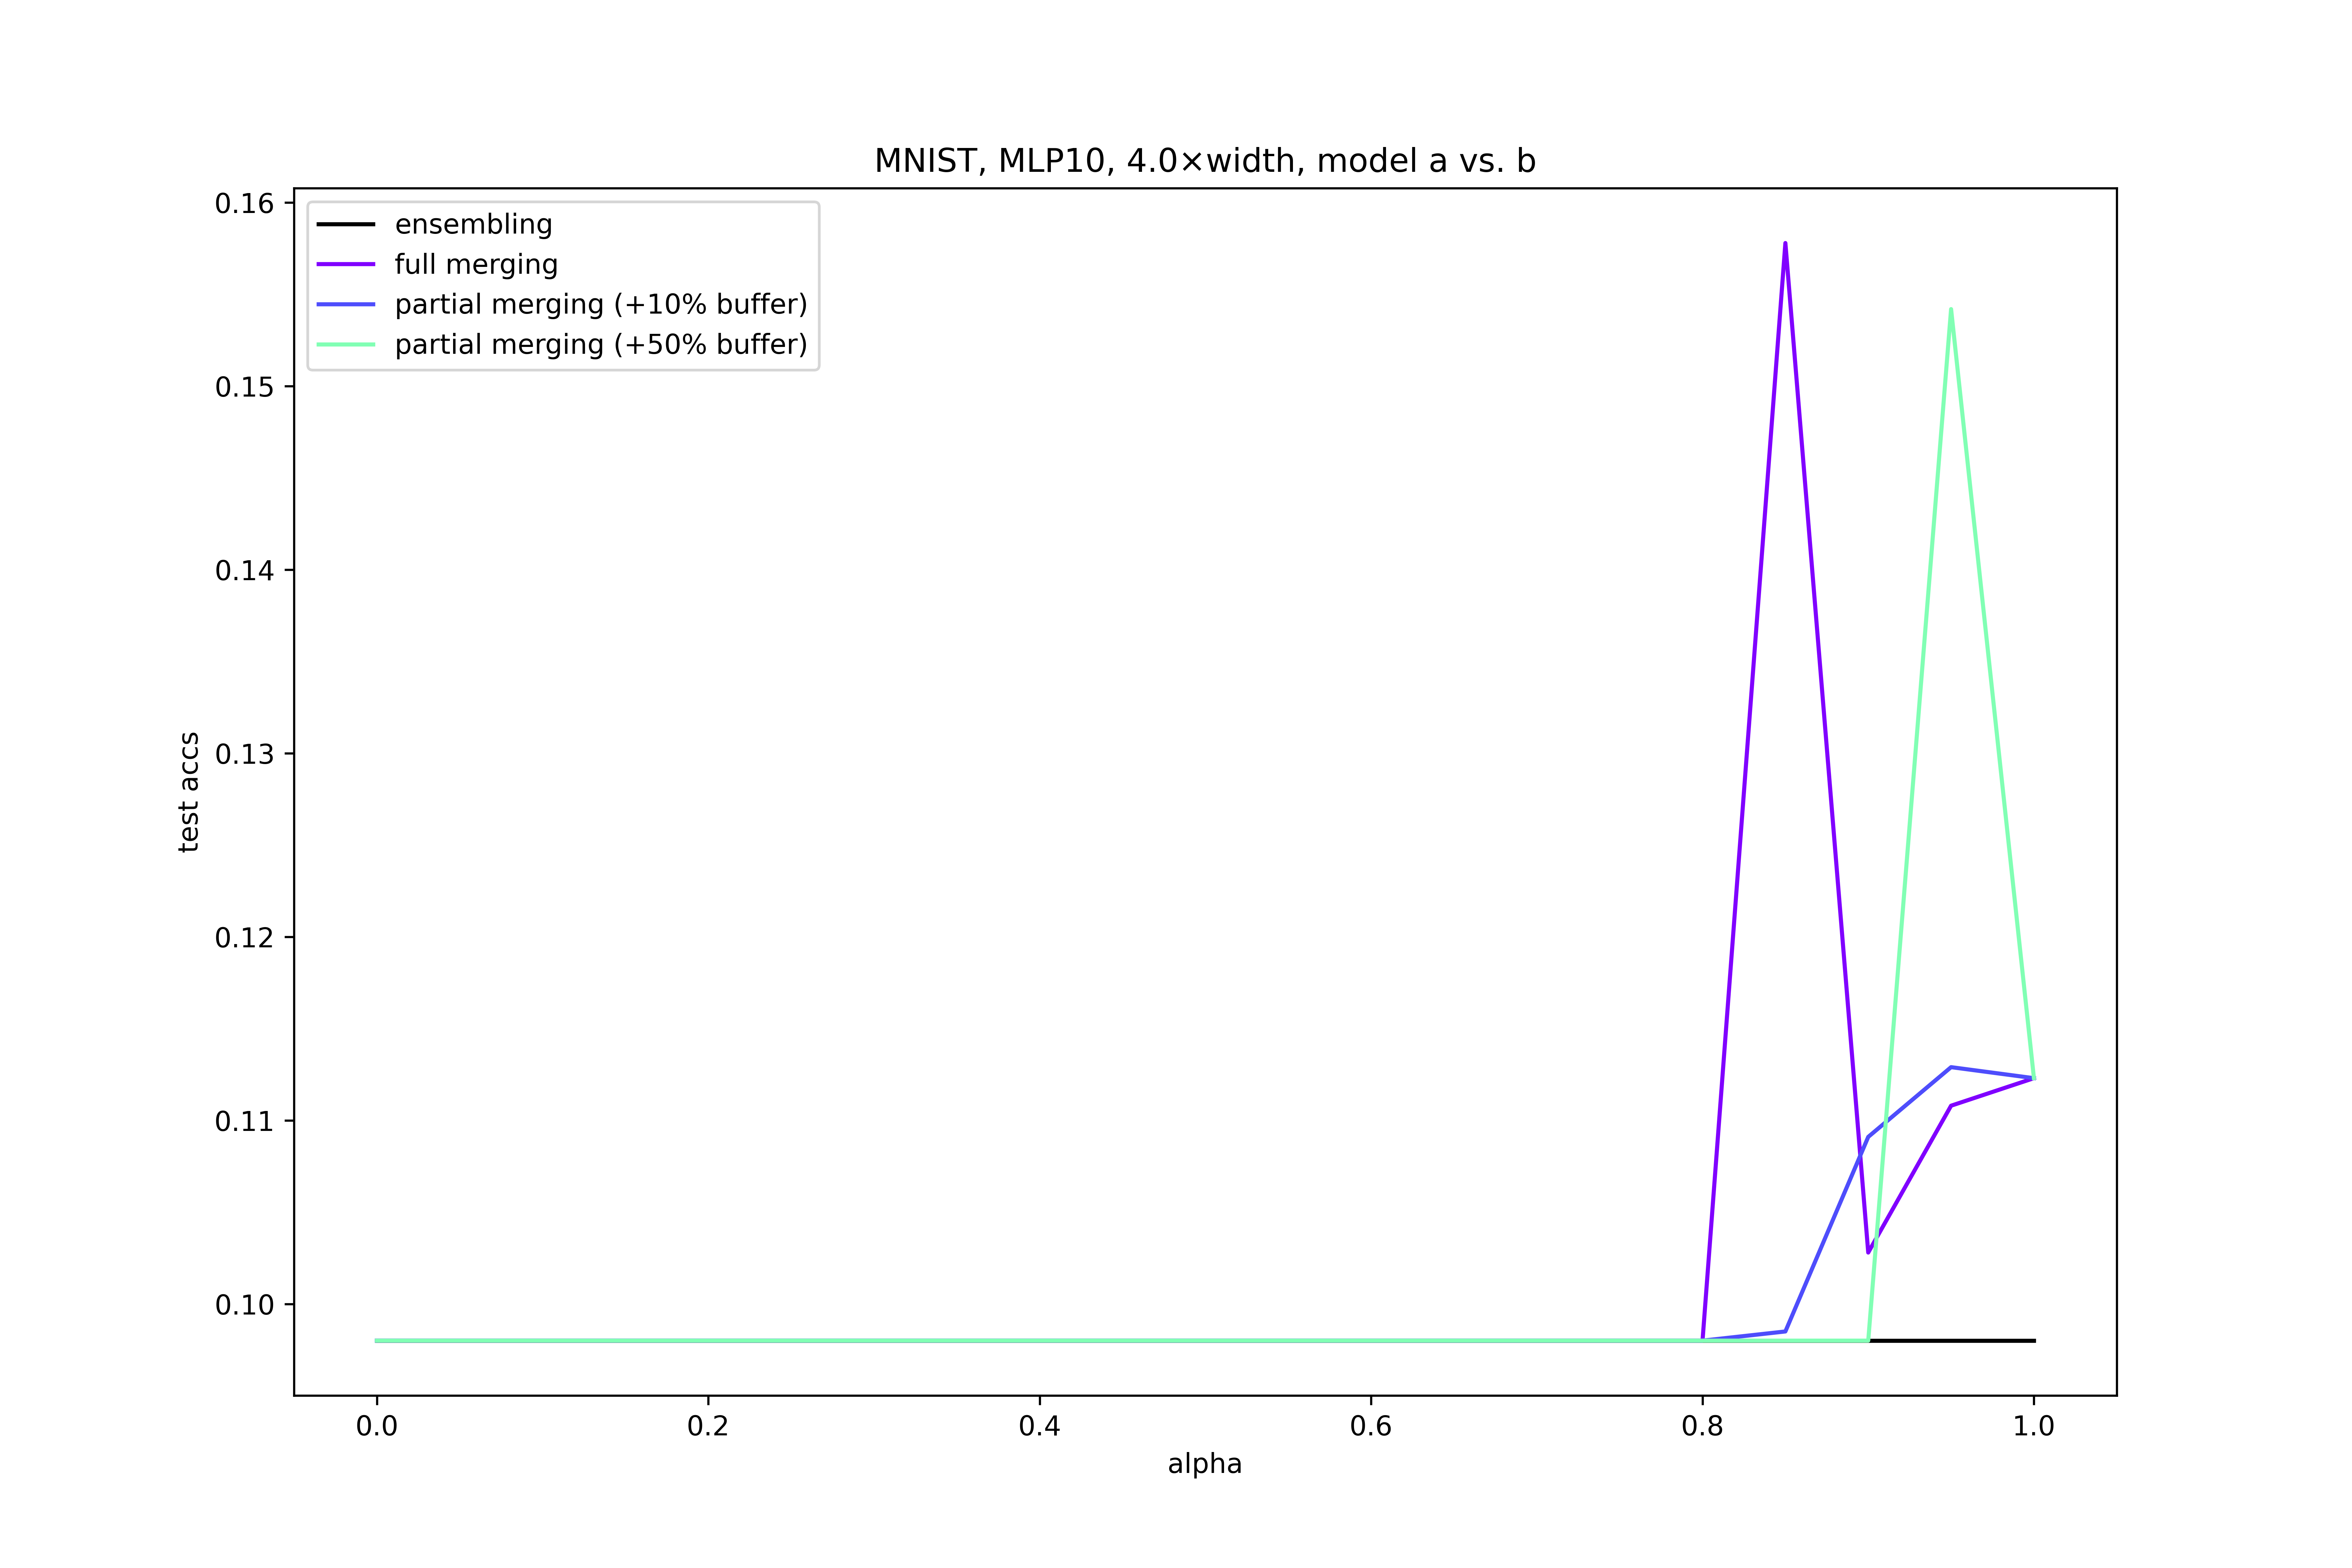 MNIST, MLP10, 4.0×width, model a vs. b
ensembling
full merging
partial merging (+10% buffer)
partial merging (+50% buffer)
0.16
0.15
0.14
0.13
0.12
0.11
0.10
test accs
0.0 0.2 0.4 0.6 0.8 1.0
alpha